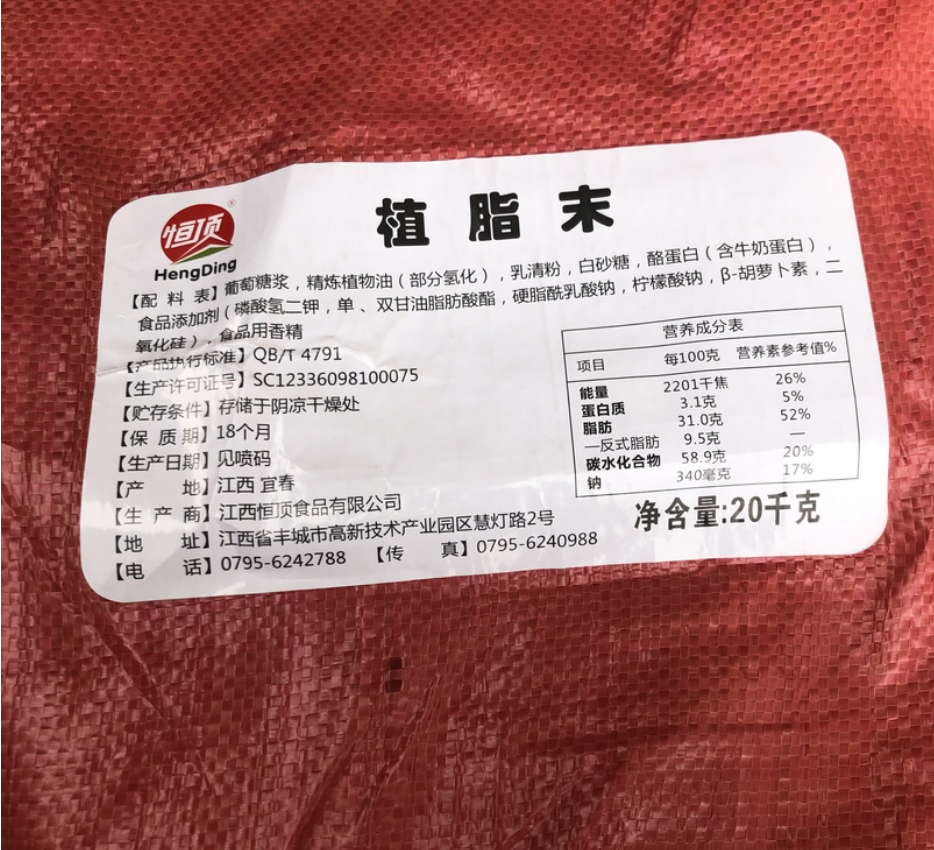 恒顶®
HengDing
植脂末
【配料表】葡萄糖浆，精炼植物油（部分氢化），乳清粉，白砂糖，酪蛋白（含牛奶蛋白），
食品添加剂（磷酸氢二钾，单、双甘油脂肪酸酯，硬脂酰乳酸钠，柠檬酸钠，β-胡萝卜素，二
氧化硅），食品用香精
【产品执行标准】QB/T 4791
【生产许可证号】SC12336098100075
【贮存条件】存储于阴凉干燥处
【保质期】18个月
【生产日期】见喷码
【产地】江西 宜春
【生产商】江西恒顶食品有限公司
【地址】江西省丰城市高新技术产业园区慧灯路2号
【电话】0795-6242788 【传真】0795-6240988
营养成分表
项目 每100克 营养素参考值%
能量 2201千焦 26%
蛋白质 3.1克 5%
脂肪 31.0克 52%
—反式脂肪 9.5克 —
碳水化合物 58.9克 20%
钠 340毫克 17%
净含量:20千克